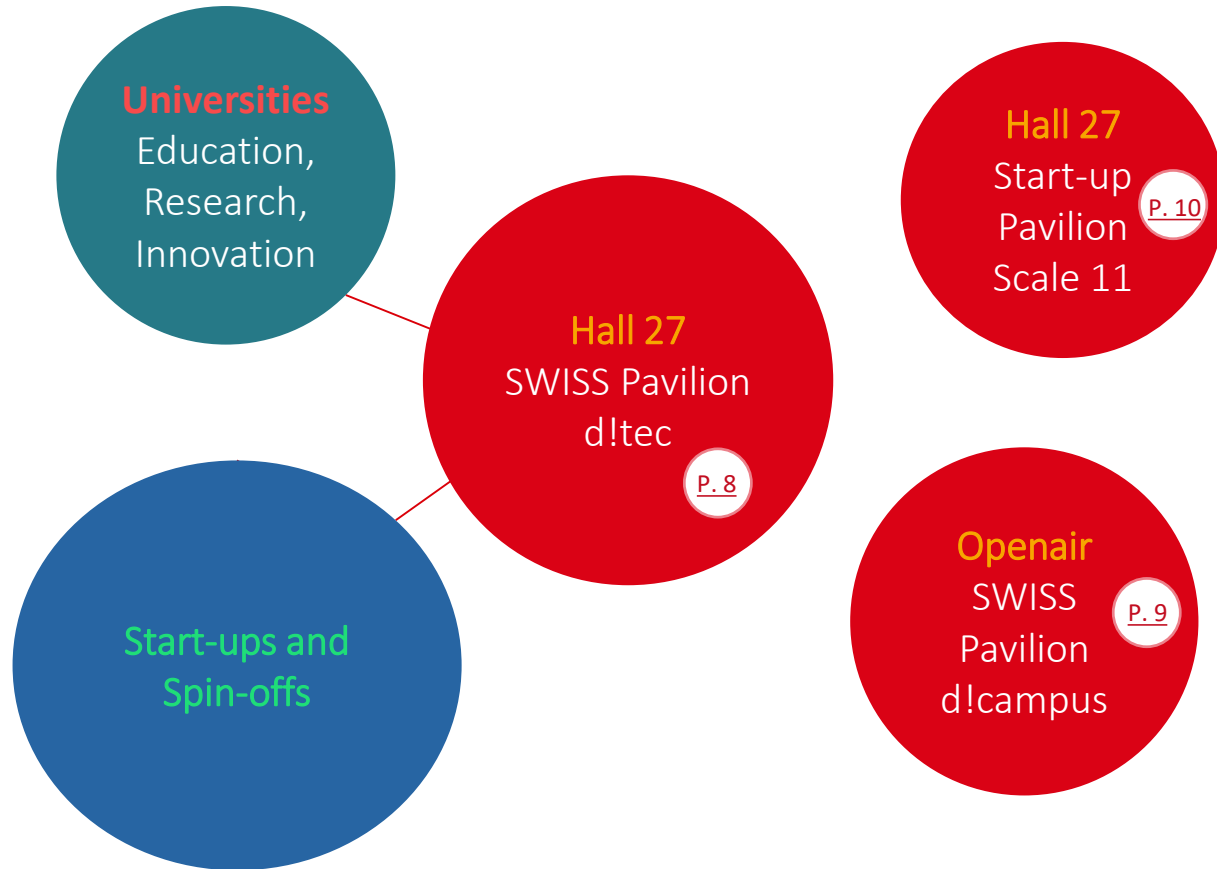 Universities
Education,
Research,
Innovation
Hall 27
SWISS Pavilion
d!tec
P. 8
Start-ups and
Spin-offs
Hall 27
Start-up
Pavilion
Scale 11
P. 10
Openair
SWISS
Pavilion
d!campus
P. 9